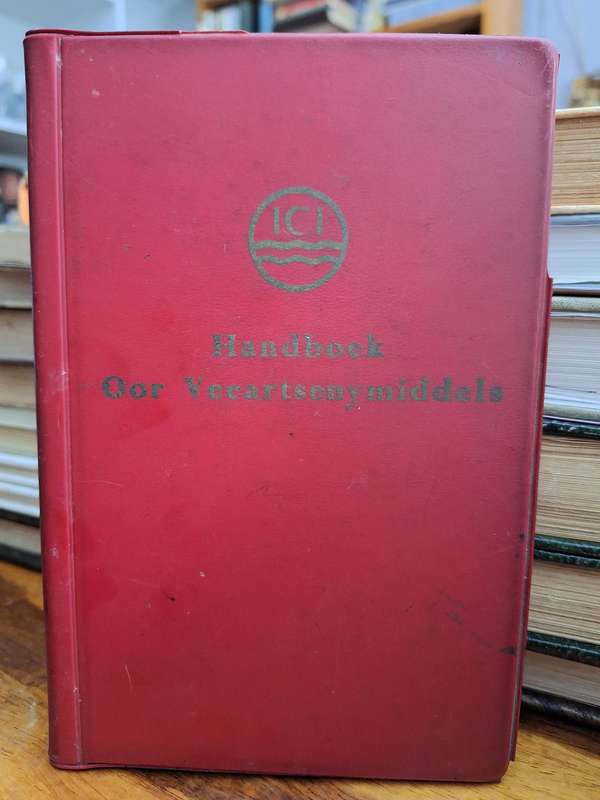 ICI
Handboek
Oor Veeartsenymiddels